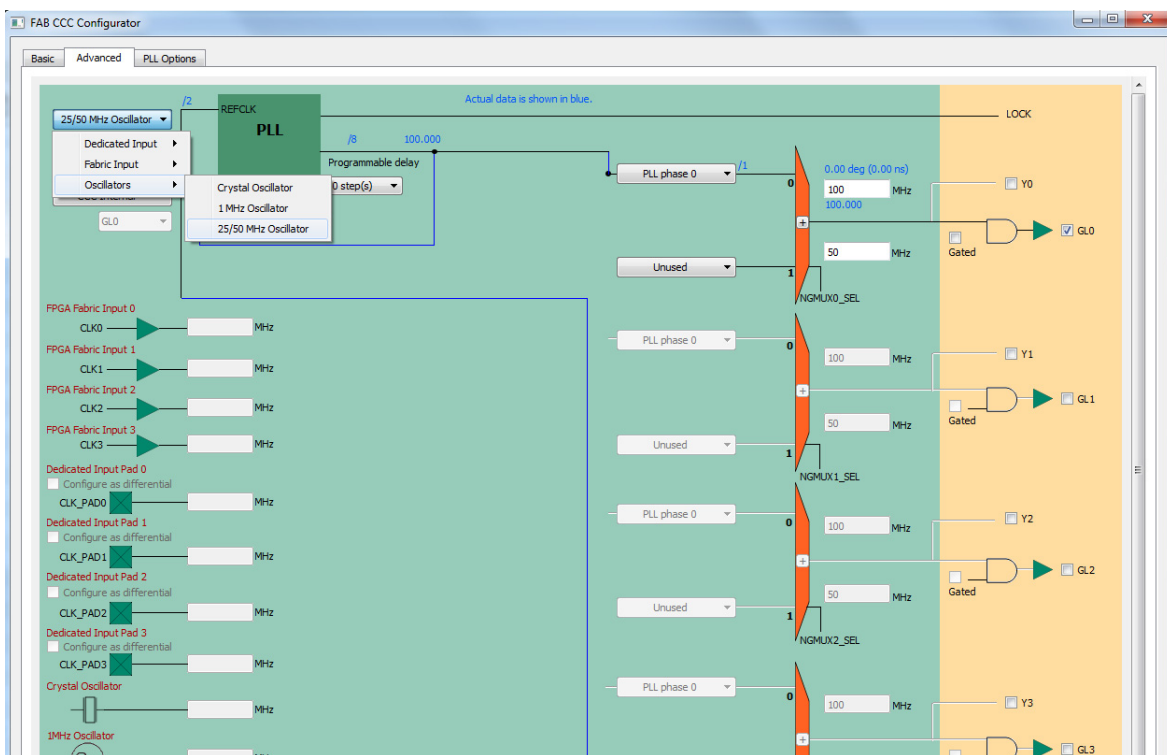 FAB CCC Configurator
Basic
Advanced
PLL Options
Actual data is shown in blue.
25/50 MHz Oscillator
/2
REFCLK
PLL
LOCK
Dedicated Input
Fabric Input
Oscillators
Crystal Oscillator
1 MHz Oscillator
25/50 MHz Oscillator
GL0
/8
100.000
Programmable delay
0 step(s)
PLL phase 0
/1
0
0.00 deg (0.00 ns)
100
MHz
100.000
Y0
+
Gated
GL0
50
MHz
Unused
1
NGMUX0_SEL
FPGA Fabric Input 0
CLK0
MHz
FPGA Fabric Input 1
CLK1
MHz
FPGA Fabric Input 2
CLK2
MHz
FPGA Fabric Input 3
CLK3
MHz
Dedicated Input Pad 0
Configure as differential
CLK_PAD0
MHz
Dedicated Input Pad 1
Configure as differential
CLK_PAD1
MHz
Dedicated Input Pad 2
Configure as differential
CLK_PAD2
MHz
Dedicated Input Pad 3
Configure as differential
CLK_PAD3
MHz
Crystal Oscillator
MHz
1MHz Oscillator
PLL phase 0
0
100
MHz
Y1
+
Gated
GL1
50
MHz
Unused
1
NGMUX1_SEL
PLL phase 0
0
100
MHz
Y2
+
Gated
GL2
50
MHz
Unused
1
NGMUX2_SEL
PLL phase 0
0
100
MHz
Y3
+
GL3